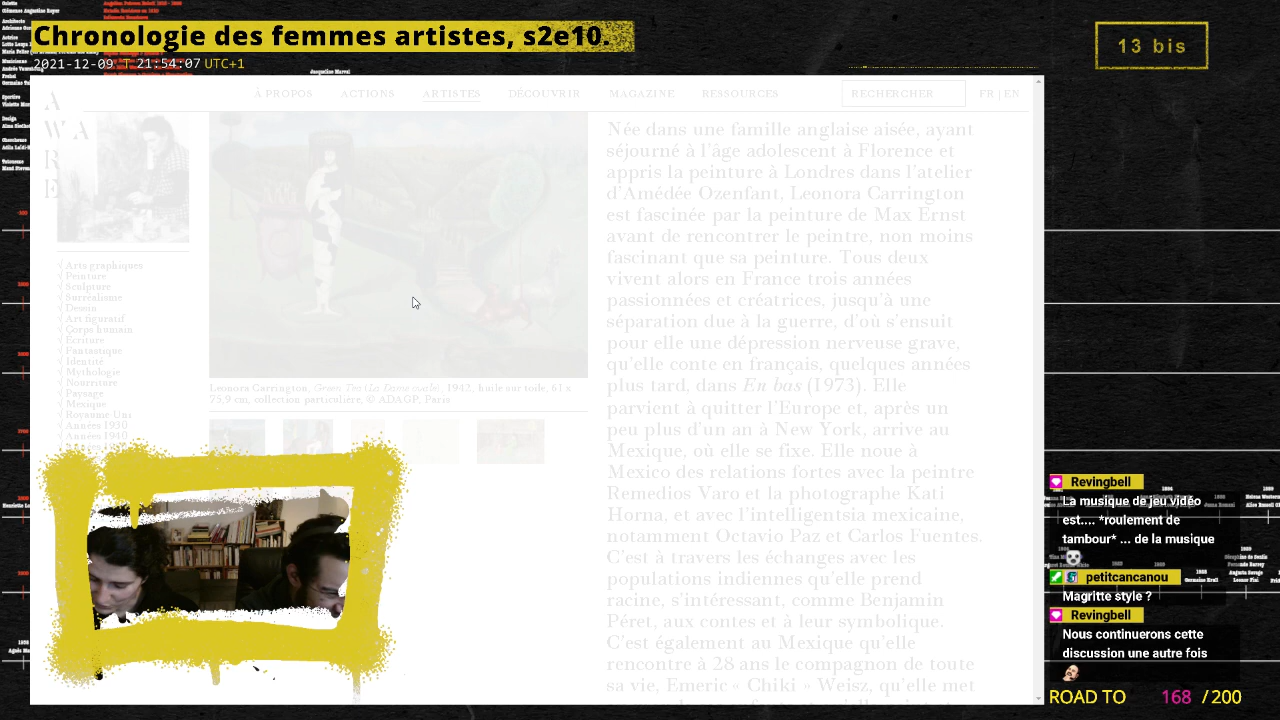 Chronologie des femmes artistes, s2e10.
2021-12-09 T 21:54:07 UTC+1
13 bis
Jacqueline Marval
AWARE
À PROPOS
ACTIONS
ARTISTES
DÉCOUVRIR
MAGAZINE
RESSOURCES
RECHERCHER
FR | EN
√ Arts graphiques
√ Peinture
√ Sculpture
√ Surréalisme
√ Dessin
√ Art figuratif
√ Corps humain
√ Écriture
√ Fantastique
√ Identité
√ Mythologie
√ Nourriture
√ Paysage
√ Mexique
√ Royaume-Uni
√ Années 1930
√ Années 1940
Leonora Carrington, Green Tea (La Dame ovale), 1942, huile sur toile, 61 x
75,9 cm, collection particulière, © ADAGP, Paris
Née dans une famille anglaise aisée, ayant
séjourné à l’âge adolescent à Florence et
appris la peinture à Londres dans l’atelier
d’Amédée Ozenfant, Leonora Carrington
est fascinée par la peinture de Max Ernst
avant de rencontrer le peintre, non moins
fascinant que sa peinture. Tous deux
vivent alors en France trois années
passionnées et créatrices, jusqu’à une
séparation due à la guerre, d’où s’ensuit
pour elle une dépression nerveuse grave,
qu’elle conte en français, quelques années
plus tard, dans En bas (1973). Elle
parvient à quitter l’Europe et, après un
peu plus d’un an à New York, arrive au
Mexique, où elle se fixe. Elle noue à
Mexico des relations fortes avec la peintre
Remedios Varo et la photographe Kati
Horna, et avec l’intelligentsia mexicaine,
notamment Octavio Paz et Carlos Fuentes.
C’est à travers les échanges avec les
populations indiennes qu’elle prend
racine, s’intéressant, comme Benjamin
Péret, aux contes et à leur symbolique.
C’est également au Mexique qu’elle
rencontre à 28 ans le compagnon de toute
sa vie, Emeric « Chiki » Weisz, qu’elle met
Revingbell
La musique de jeu vidéo
est.... *roulement de
tambour* ... de la musique
petitcancanou
Magritte style ?
Revingbell
Nous continuerons cette
discussion une autre fois
ROAD TO 168 / 200